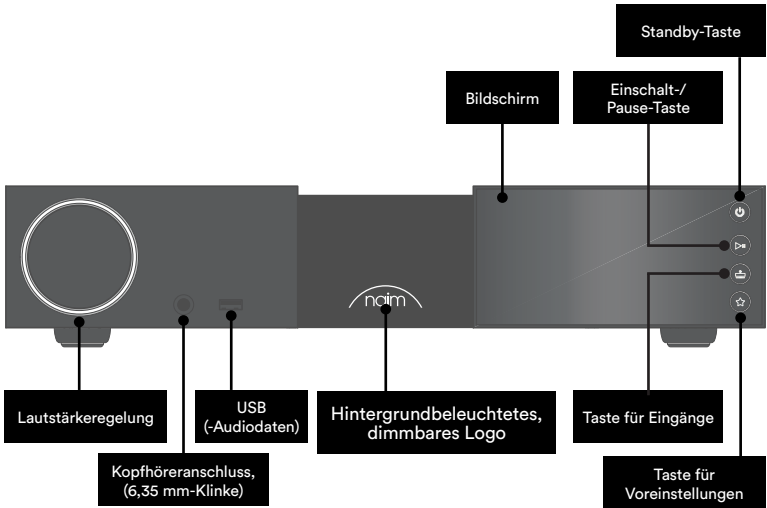 Standby-Taste
Bildschirm
Einschalt-/
Pause-Taste
naim
Lautstärkeregelung
USB
(-Audiodaten)
Hintergrundbeleuchtetes,
dimmbares Logo
Taste für Eingänge
Kopfhöreranschluss,
(6,35 mm-Klinke)
Taste für
Voreinstellungen